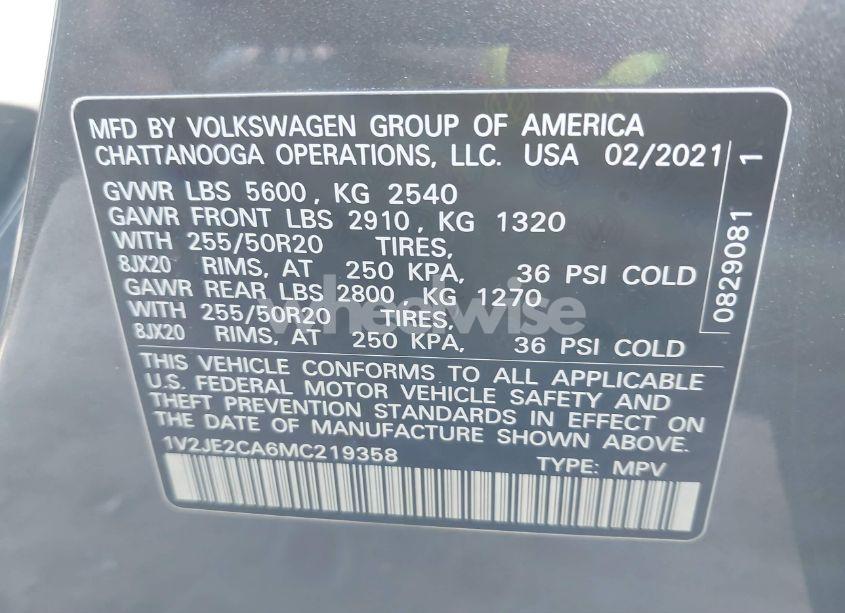 MFD BY VOLKSWAGEN GROUP OF AMERICA
CHATTANOOGA OPERATIONS, LLC. USA 02/2021
GVWR LBS 5600, KG 2540
GAWR FRONT LBS 2910, KG 1320
WITH 255/50R20 TIRES,
8JX20 RIMS, AT 250 KPA, 36 PSI COLD
GAWR REAR LBS 2800, KG 1270
WITH 255/50R20 TIRES,
8JX20 RIMS, AT 250 KPA, 36 PSI COLD
THIS VEHICLE CONFORMS TO ALL APPLICABLE
U.S. FEDERAL MOTOR VEHICLE SAFETY AND
THEFT PREVENTION STANDARDS IN EFFECT ON
THE DATE OF MANUFACTURE SHOWN ABOVE
1V2JE2CA6MC219358 TYPE: MPV
0829081 1
wheelwise